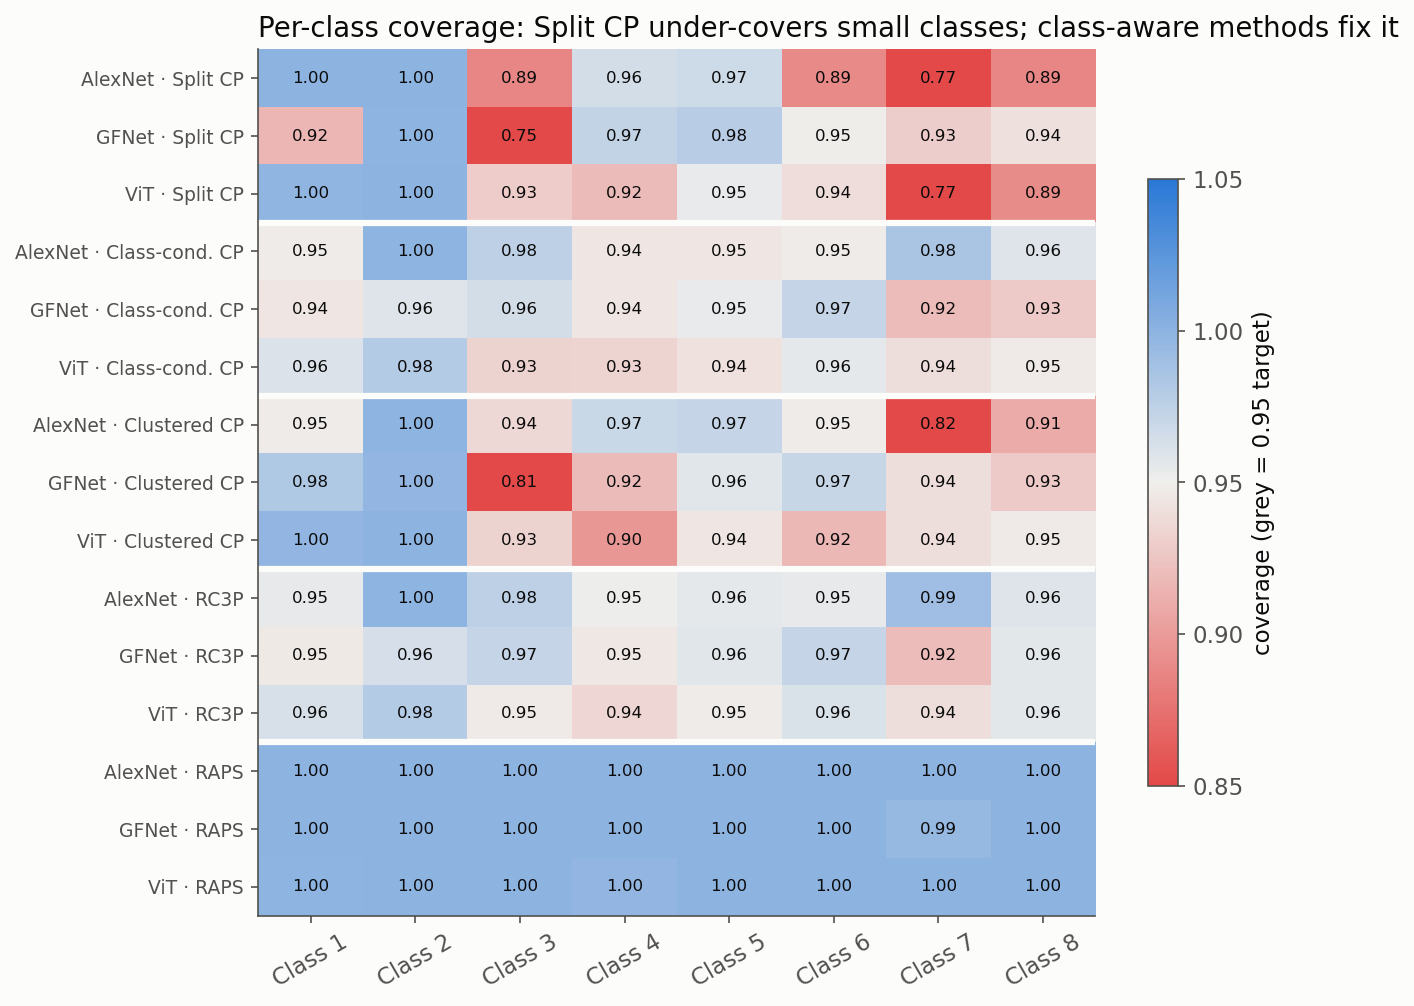 Per-class coverage: Split CP under-covers small classes; class-aware methods fix it
AlexNet · Split CP 1.00 1.00 0.89 0.96 0.97 0.89 0.77 0.89
GFNet · Split CP 0.92 1.00 0.75 0.97 0.98 0.95 0.93 0.94
ViT · Split CP 1.00 1.00 0.93 0.92 0.95 0.94 0.77 0.89
AlexNet · Class-cond. CP 0.95 1.00 0.98 0.94 0.95 0.95 0.98 0.96
GFNet · Class-cond. CP 0.94 0.96 0.96 0.94 0.95 0.97 0.92 0.93
ViT · Class-cond. CP 0.96 0.98 0.93 0.93 0.94 0.96 0.94 0.95
AlexNet · Clustered CP 0.95 1.00 0.94 0.97 0.97 0.95 0.82 0.91
GFNet · Clustered CP 0.98 1.00 0.81 0.92 0.96 0.97 0.94 0.93
ViT · Clustered CP 1.00 1.00 0.93 0.90 0.94 0.92 0.94 0.95
AlexNet · RC3P 0.95 1.00 0.98 0.95 0.96 0.95 0.99 0.96
GFNet · RC3P 0.95 0.96 0.97 0.95 0.96 0.97 0.92 0.96
ViT · RC3P 0.96 0.98 0.95 0.94 0.95 0.96 0.94 0.96
AlexNet · RAPS 1.00 1.00 1.00 1.00 1.00 1.00 1.00 1.00
GFNet · RAPS 1.00 1.00 1.00 1.00 1.00 1.00 0.99 1.00
ViT · RAPS 1.00 1.00 1.00 1.00 1.00 1.00 1.00 1.00
Class 1 Class 2 Class 3 Class 4 Class 5 Class 6 Class 7 Class 8
1.05
1.00
0.95
0.90
0.85
coverage (grey = 0.95 target)